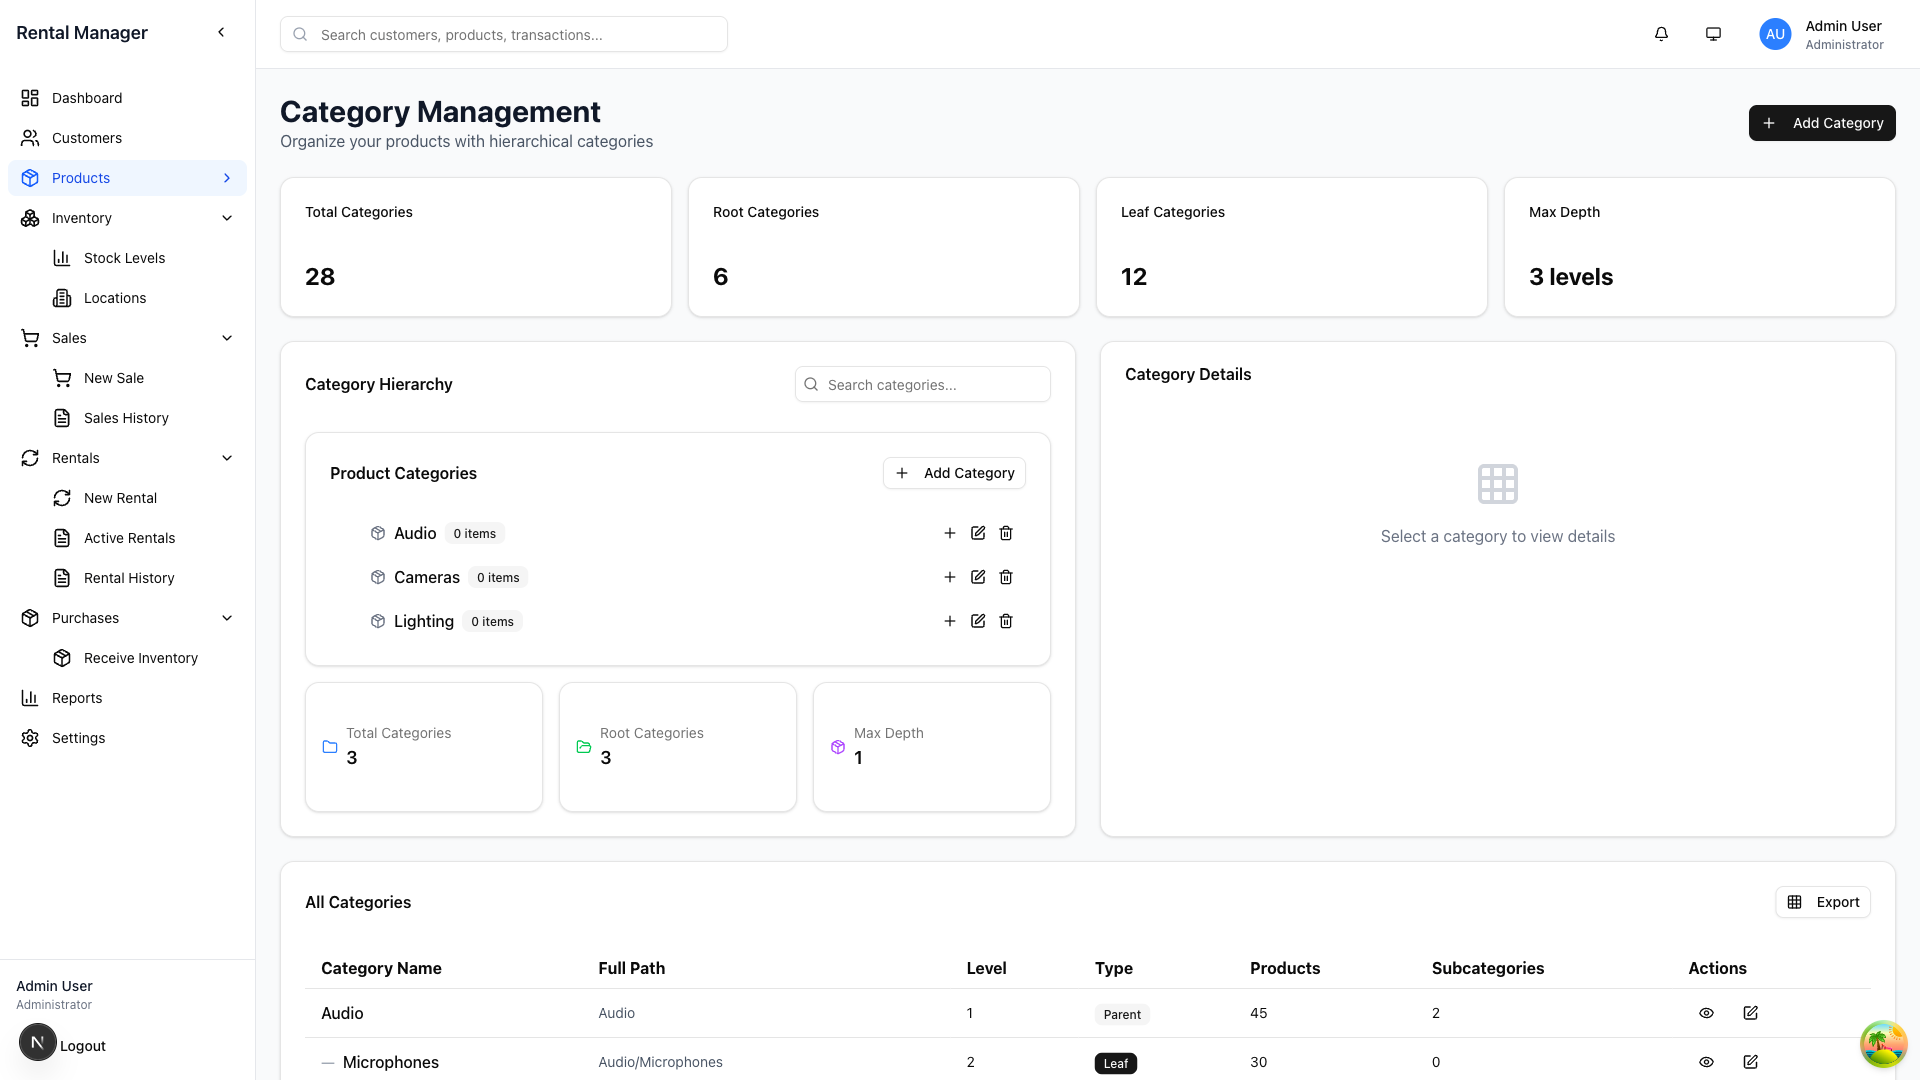 Rental Manager
Search customers, products, transactions...
AU
Admin User
Administrator
Dashboard
Customers
Products
Inventory
Stock Levels
Locations
Sales
New Sale
Sales History
Rentals
New Rental
Active Rentals
Rental History
Purchases
Receive Inventory
Reports
Settings
Admin User
Administrator
N
Logout
Category Management
Organize your products with hierarchical categories
Add Category
Total Categories
28
Root Categories
6
Leaf Categories
12
Max Depth
3 levels
Category Hierarchy
Search categories...
Product Categories
Add Category
Audio 0 items
Cameras 0 items
Lighting 0 items
Total Categories
3
Root Categories
3
Max Depth
1
Category Details
Select a category to view details
All Categories
Export
Category Name Full Path Level Type Products Subcategories Actions
Audio Audio 1 Parent 45 2
— Microphones Audio/Microphones 2 Leaf 30 0